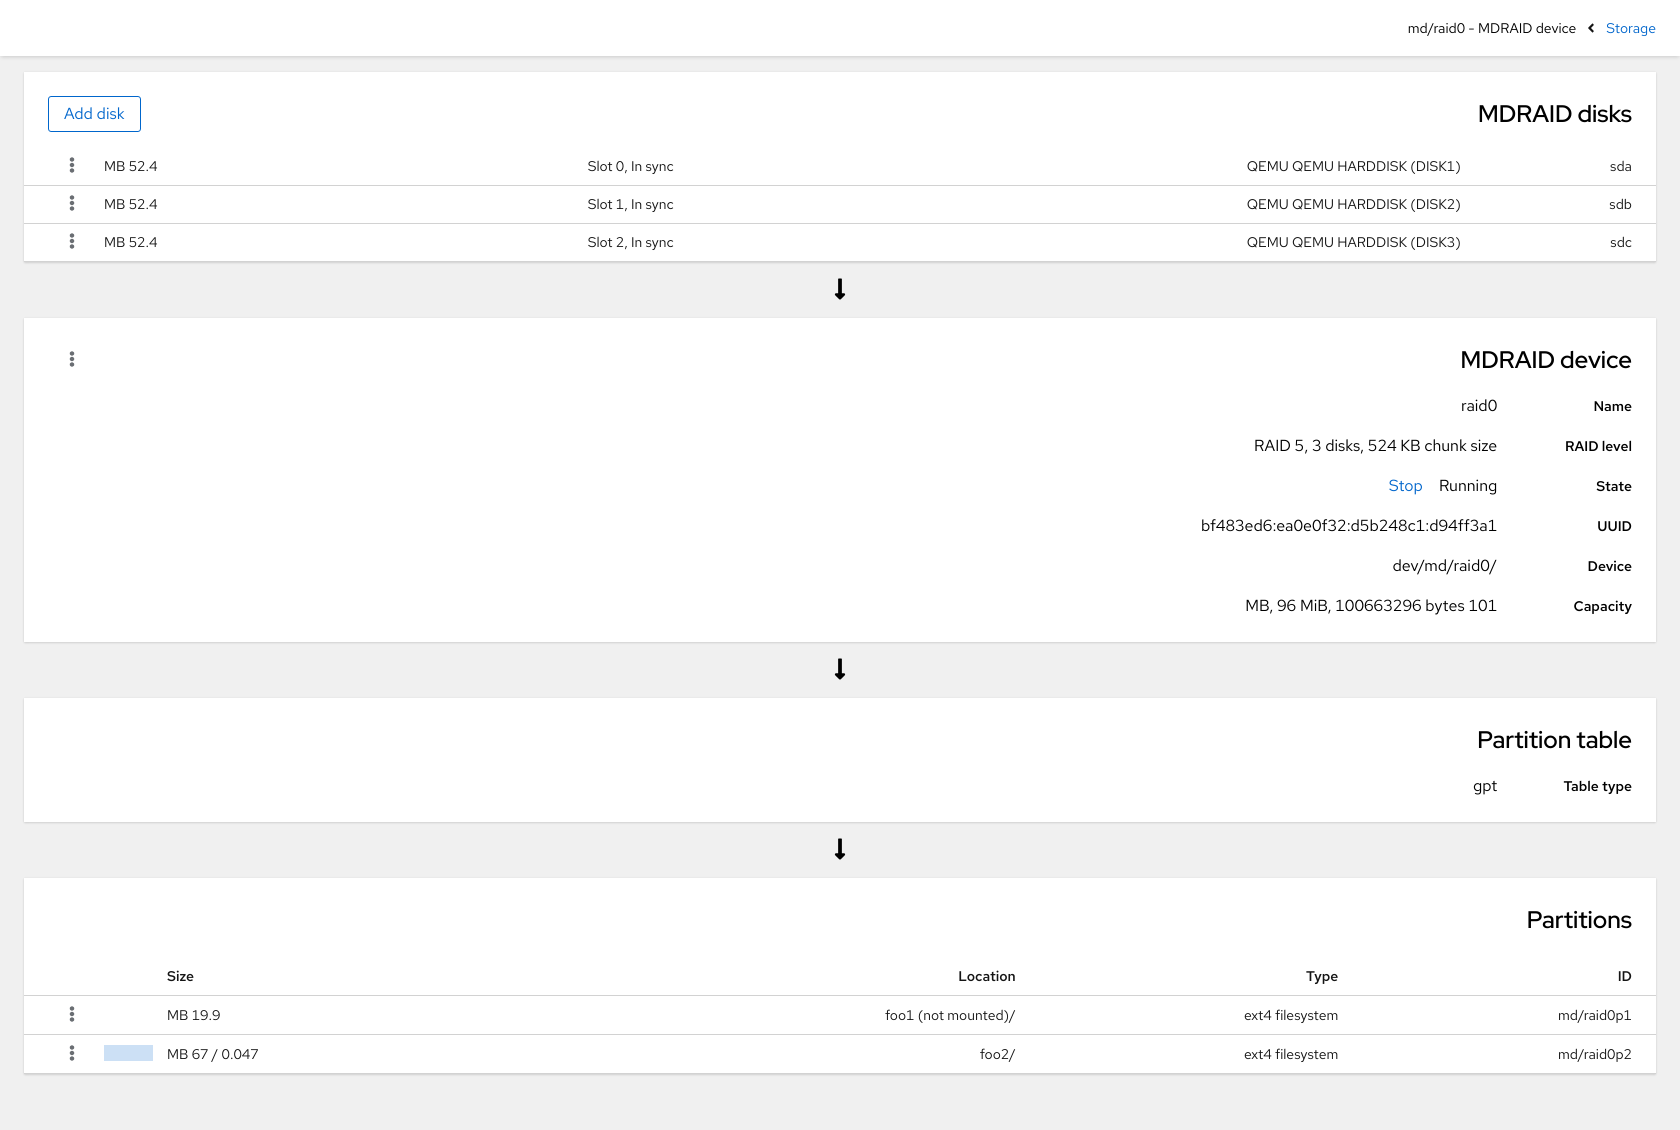 md/raid0 - MDRAID device Storage
MDRAID disks Add disk
sda QEMU QEMU HARDDISK (DISK1) Slot 0, In sync MB 52.4
sdb QEMU QEMU HARDDISK (DISK2) Slot 1, In sync MB 52.4
sdc QEMU QEMU HARDDISK (DISK3) Slot 2, In sync MB 52.4
MDRAID device
Name raid0
RAID level RAID 5, 3 disks, 524 KB chunk size
State Running Stop
UUID bf483ed6:ea0e0f32:d5b248c1:d94ff3a1
Device dev/md/raid0/
Capacity MB, 96 MiB, 100663296 bytes 101
Partition table
Table type gpt
Partitions
ID Type Location Size
md/raid0p1 ext4 filesystem foo1 (not mounted)/ MB 19.9
md/raid0p2 ext4 filesystem foo2/ MB 67 / 0.047